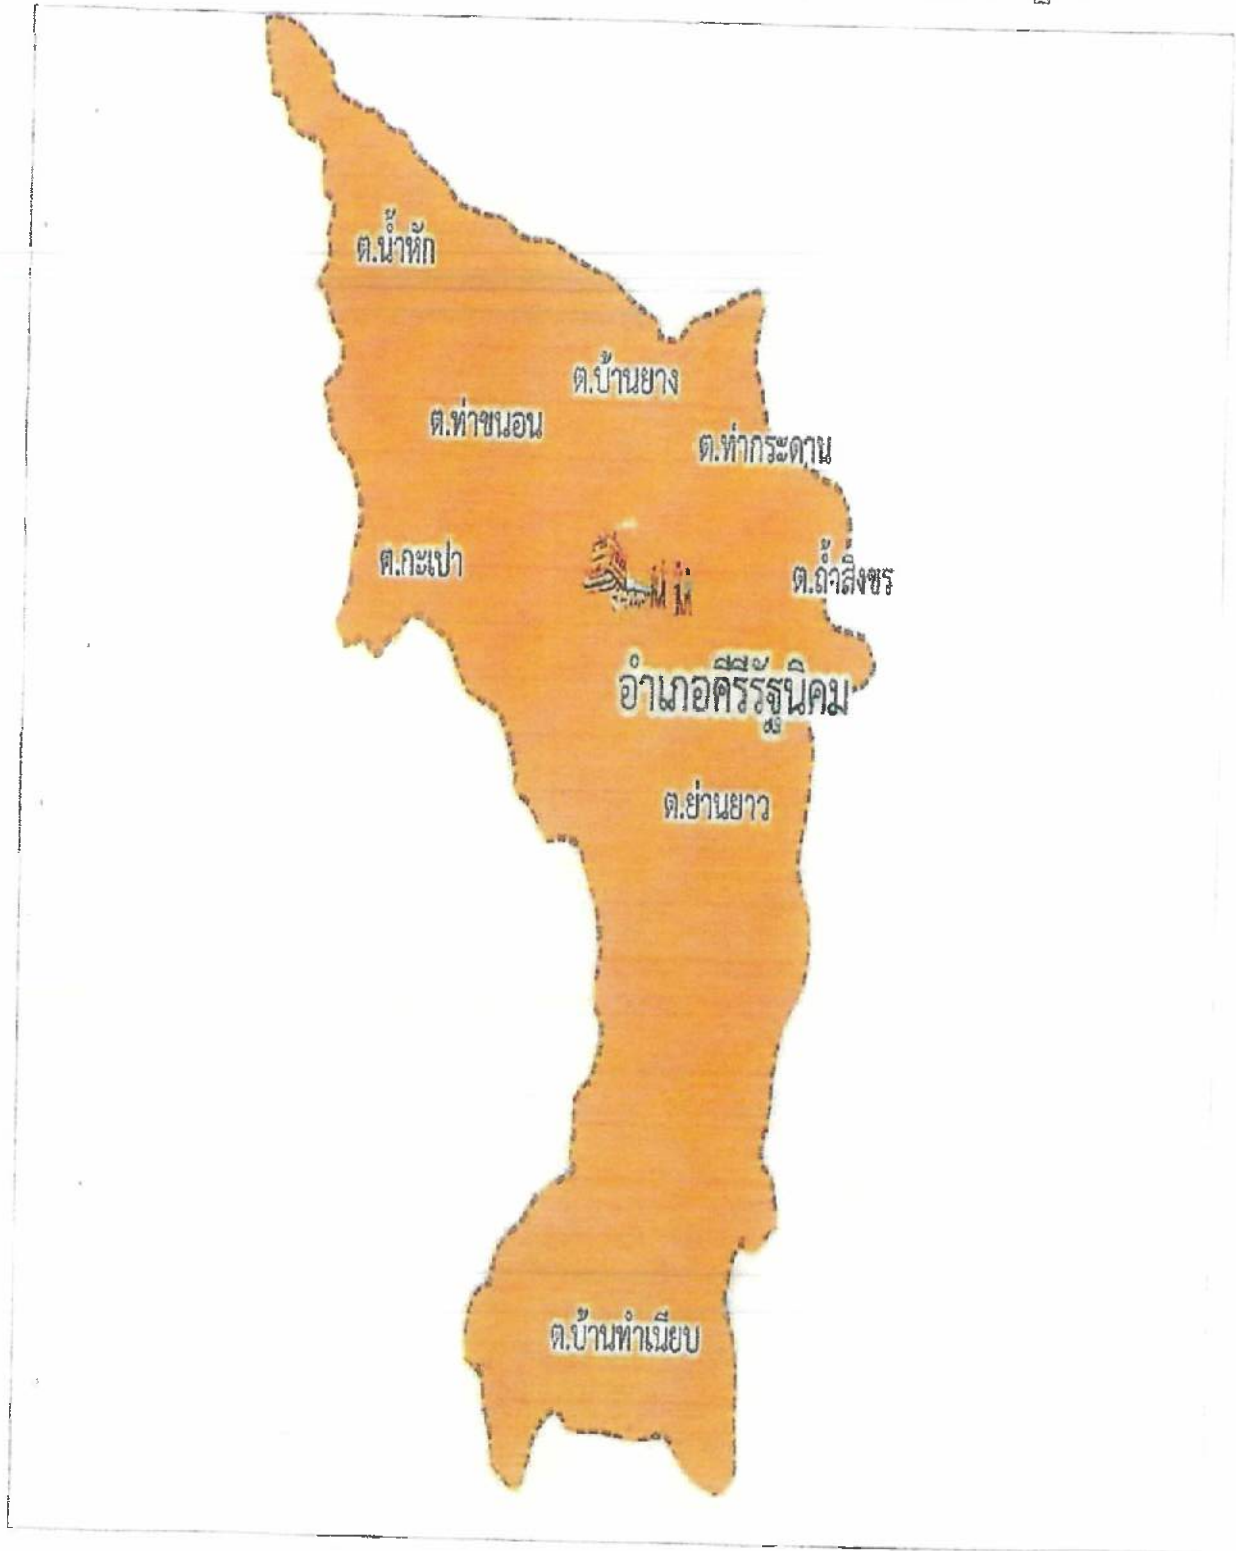 ต.น้ำหัก
ต.บ้านยาง
ต.ท่าขนอน
ต.ท่ากระดาน
ต.กะเปา
ต.ถ้ำสิงขร
อำเภอคีรีรัฐนิคม
ต.ย่านยาว
ต.บ้านทำเนียบ